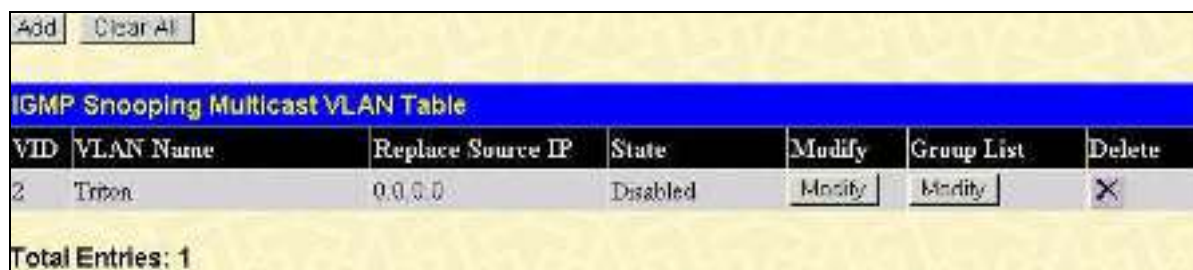 Add Clear All
IGMP Snooping Multicast VLAN Table
VID VLAN Name Replace Source IP State Modify Group List Delete
2 Triton 0.0.0.0 Disabled Modify Modify
Total Entries: 1